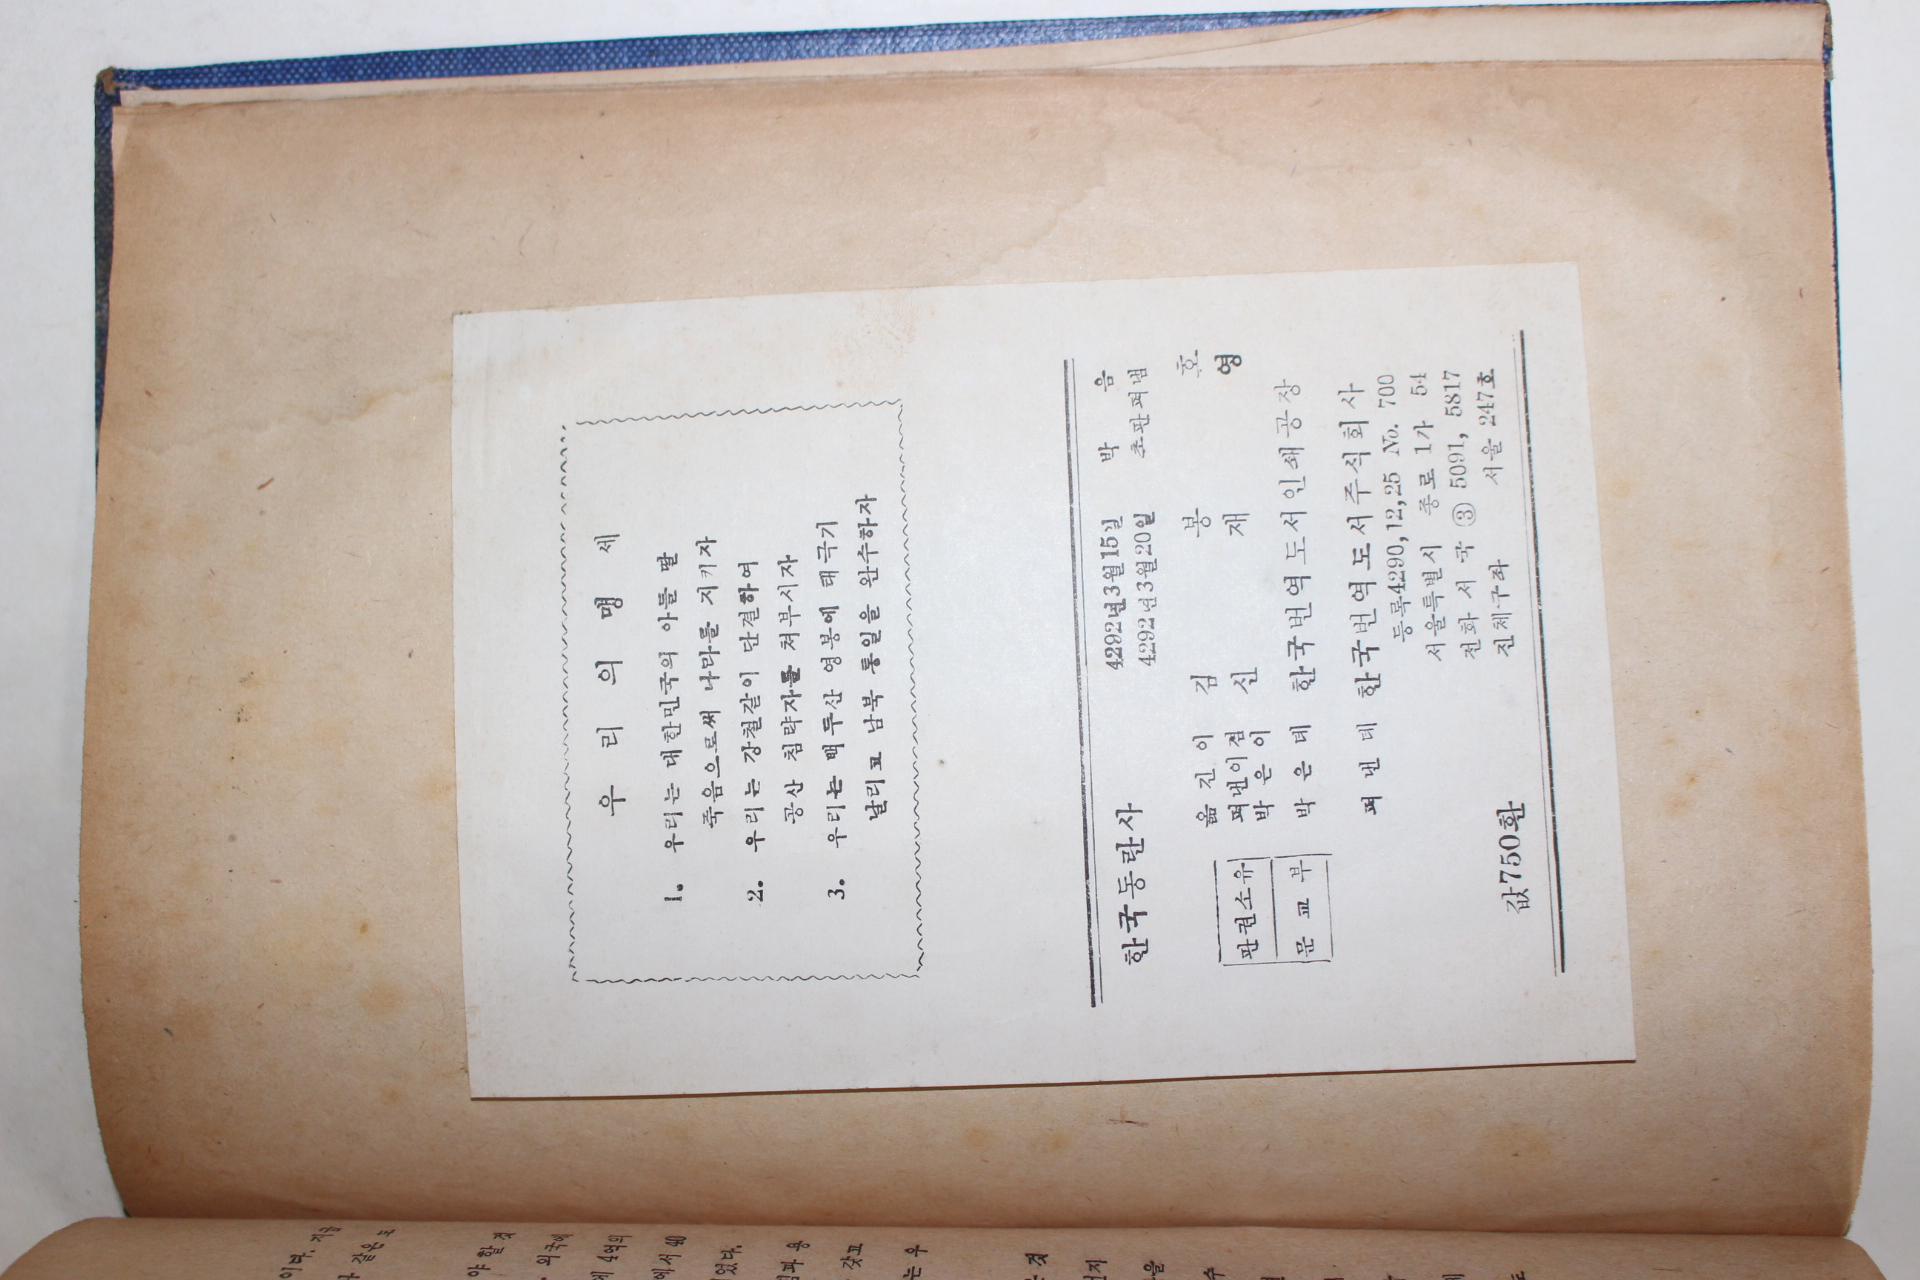 우리의 맹세
1. 우리는 대한민국의 아들 딸
죽음으로써 나라를 지키자
2. 우리는 강철같이 단결하여
공산 침략자를 쳐부시자
3. 우리는 백두산 영봉에 태극기
날리고 남북 통일을 완수하자
한국동란사
4292년3월15일 박음
4292년3월20일 초판펴냄
판권소유
문교부
옮긴이 김봉호
펴낸이겸
박은이 신재영
박은데 한국번역도서인쇄공장
펴낸데 한국번역도서주식회사
등록4290,12,25 No. 700
서울특별시 종로 1가 54
전화 서국 ③ 5091, 5817
진체구좌 서울 247호
값750환